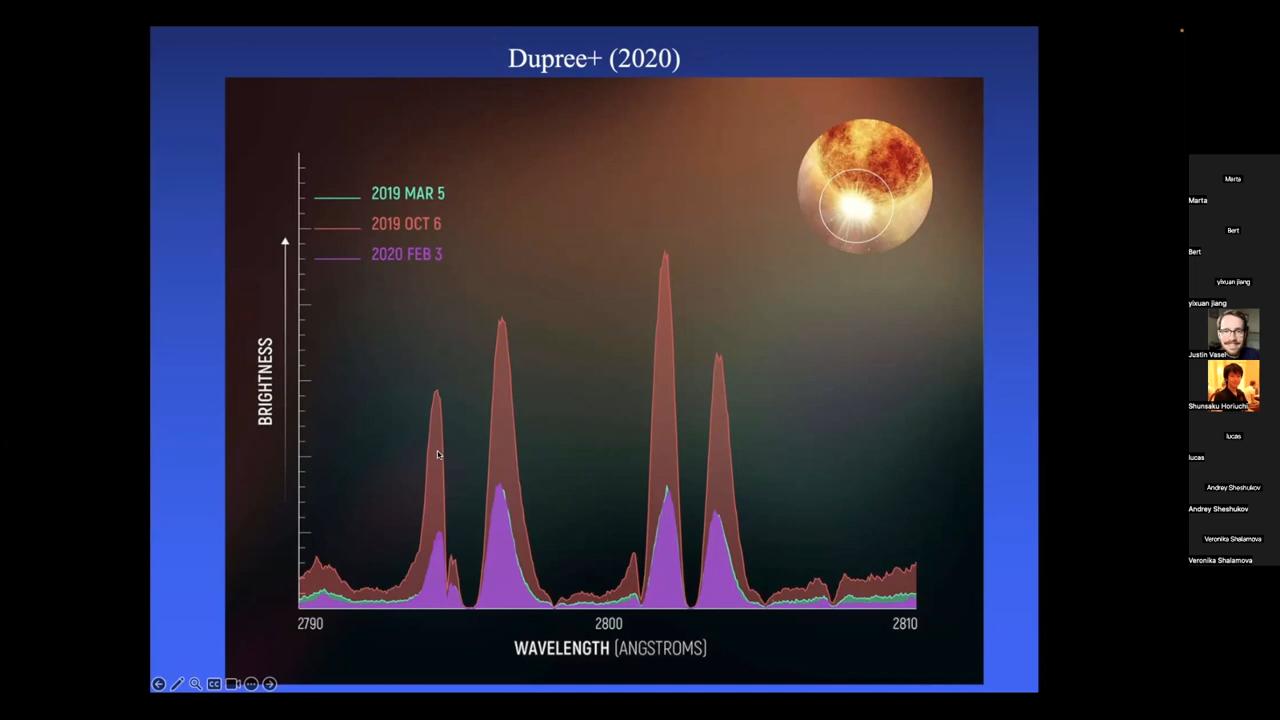 Dupree+ (2020)
2019 MAR 5
2019 OCT 6
2020 FEB 3
BRIGHTNESS
2790
2800
2810
WAVELENGTH (ANGSTROMS)
CC
Marta
Marta
Bert
Bert
yixuan jiang
yixuan jiang
Justin Vasel
Shunsaku Horiuchi
lucas
lucas
Andrey Sheshukov
Andrey Sheshukov
Veronika Shalamova
Veronika Shalamova